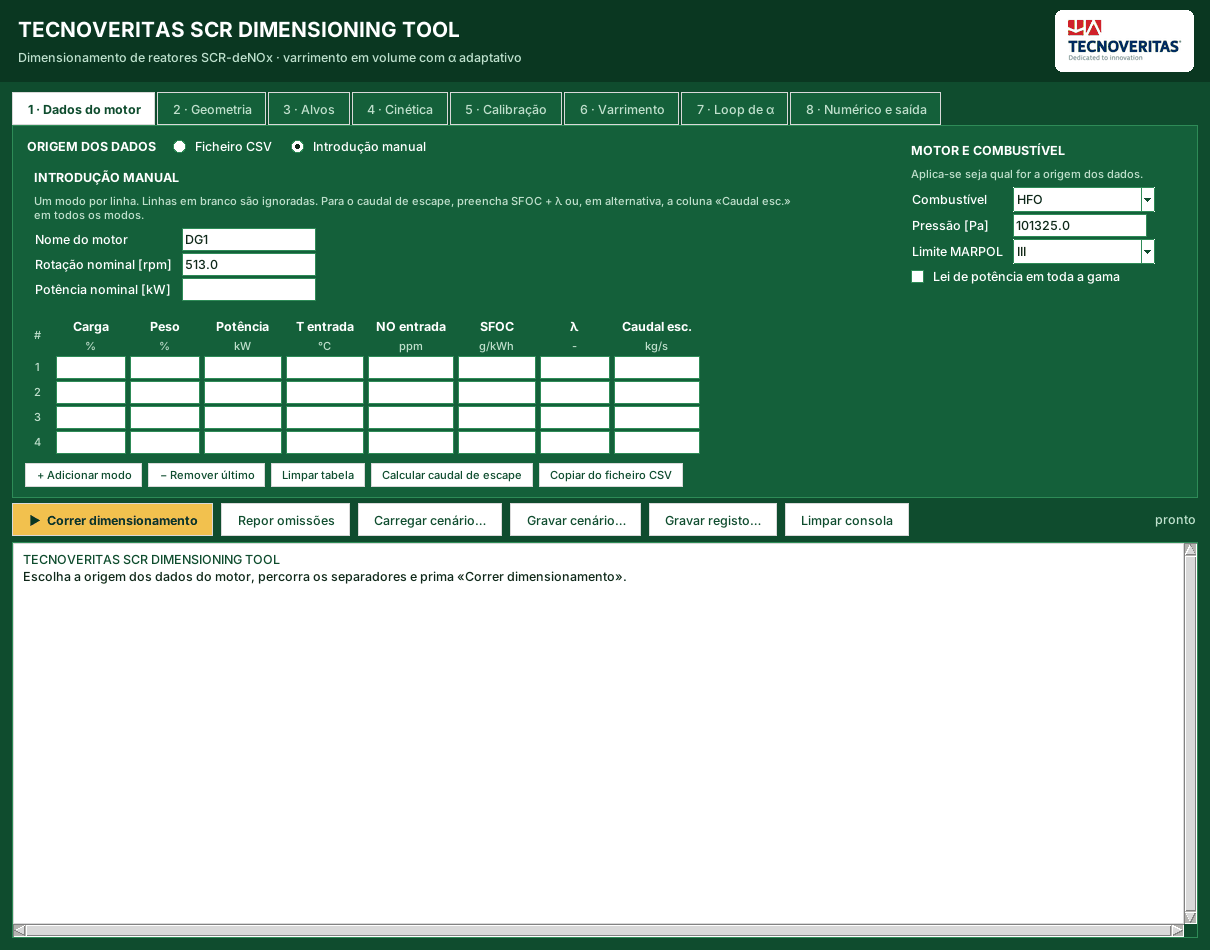 TECNOVERITAS SCR DIMENSIONING TOOL
Dimensionamento de reatores SCR-deNOx · varrimento em volume com α adaptativo
TECNOVERITAS
Dedicated to innovation
1 · Dados do motor
2 · Geometria
3 · Alvos
4 · Cinética
5 · Calibração
6 · Varrimento
7 · Loop de α
8 · Numérico e saída
ORIGEM DOS DADOS
Ficheiro CSV
Introdução manual
INTRODUÇÃO MANUAL
Um modo por linha. Linhas em branco são ignoradas. Para o caudal de escape, preencha SFOC + λ ou, em alternativa, a coluna «Caudal esc.»
em todos os modos.
Nome do motor DG1
Rotação nominal [rpm] 513.0
Potência nominal [kW]
MOTOR E COMBUSTÍVEL
Aplica-se seja qual for a origem dos dados.
Combustível HFO
Pressão [Pa] 101325.0
Limite MARPOL III
Lei de potência em toda a gama
# Carga Peso Potência T entrada NO entrada SFOC λ Caudal esc.
% % kW °C ppm g/kWh - kg/s
1
2
3
4
+ Adicionar modo
− Remover último
Limpar tabela
Calcular caudal de escape
Copiar do ficheiro CSV
▶ Correr dimensionamento
Repor omissões
Carregar cenário...
Gravar cenário...
Gravar registo...
Limpar consola
pronto
TECNOVERITAS SCR DIMENSIONING TOOL
Escolha a origem dos dados do motor, percorra os separadores e prima «Correr dimensionamento».